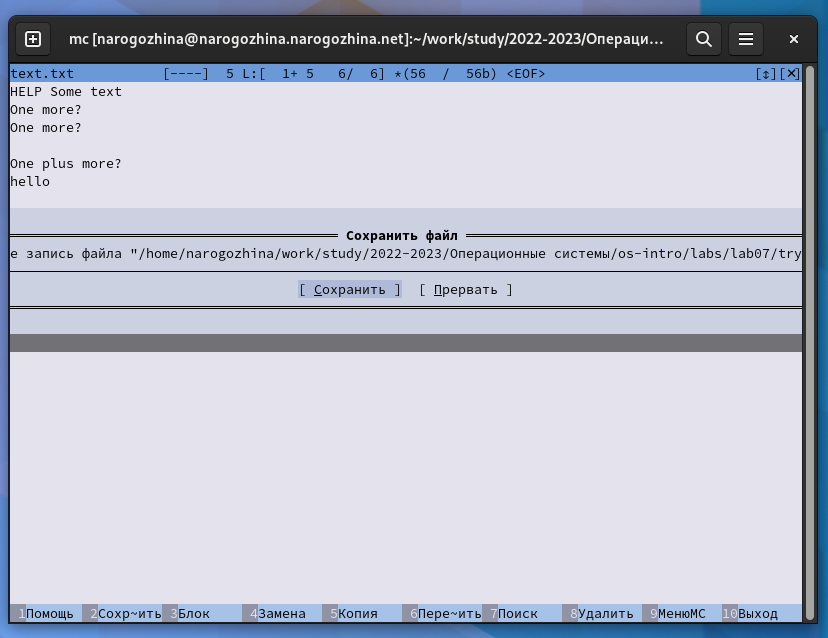 mc [narogozhina@narogozhina.narogozhina.net]:~/work/study/2022-2023/Операци...
text.txt [----] 5 L:[ 1+ 5 6/ 6] *(56 / 56b) <EOF> [↕][×]
HELP Some text
One more?
One more?
One plus more?
hello
Сохранить файл
е запись файла "/home/narogozhina/work/study/2022-2023/Операционные системы/os-intro/labs/lab07/try
[ Сохранить ] [ Прервать ]
1Помощь 2Сохр~ить 3Блок 4Замена 5Копия 6Пере~ить 7Поиск 8Удалить 9МенюMC 10Выход